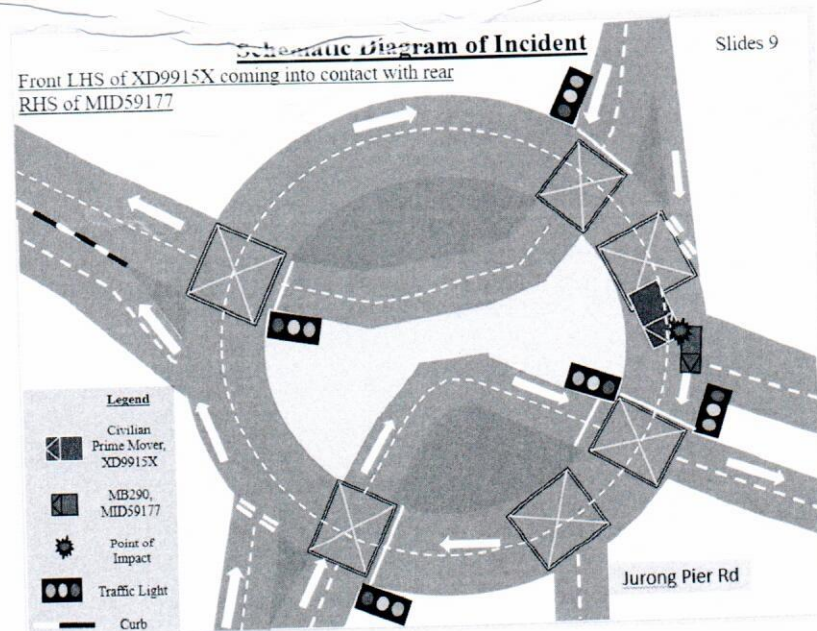 Schematic Diagram of Incident
Slides 9
Front LHS of XD9915X coming into contact with rear
RHS of MID59177
Legend
Civilian
Prime Mover,
XD9915X
MB290,
MID59177
Point of
Impact
Traffic Light
Curb
Jurong Pier Rd